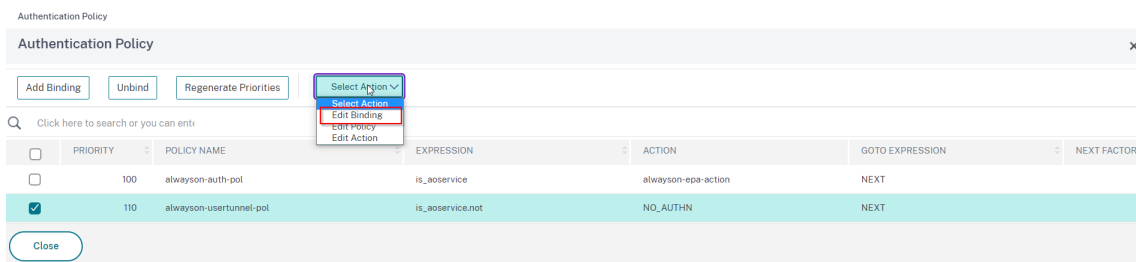 Authentication Policy
Authentication Policy
Add Binding Unbind Regenerate Priorities Select Action
Select Action
Edit Binding
Edit Policy
Edit Action
Click here to search or you can ente
PRIORITY POLICY NAME EXPRESSION ACTION GOTO EXPRESSION NEXT FACTOR
100 alwayson-auth-pol is_aoservice alwayson-epa-action NEXT
110 alwayson-usertunnel-pol is_aoservice.not NO_AUTHN NEXT
Close